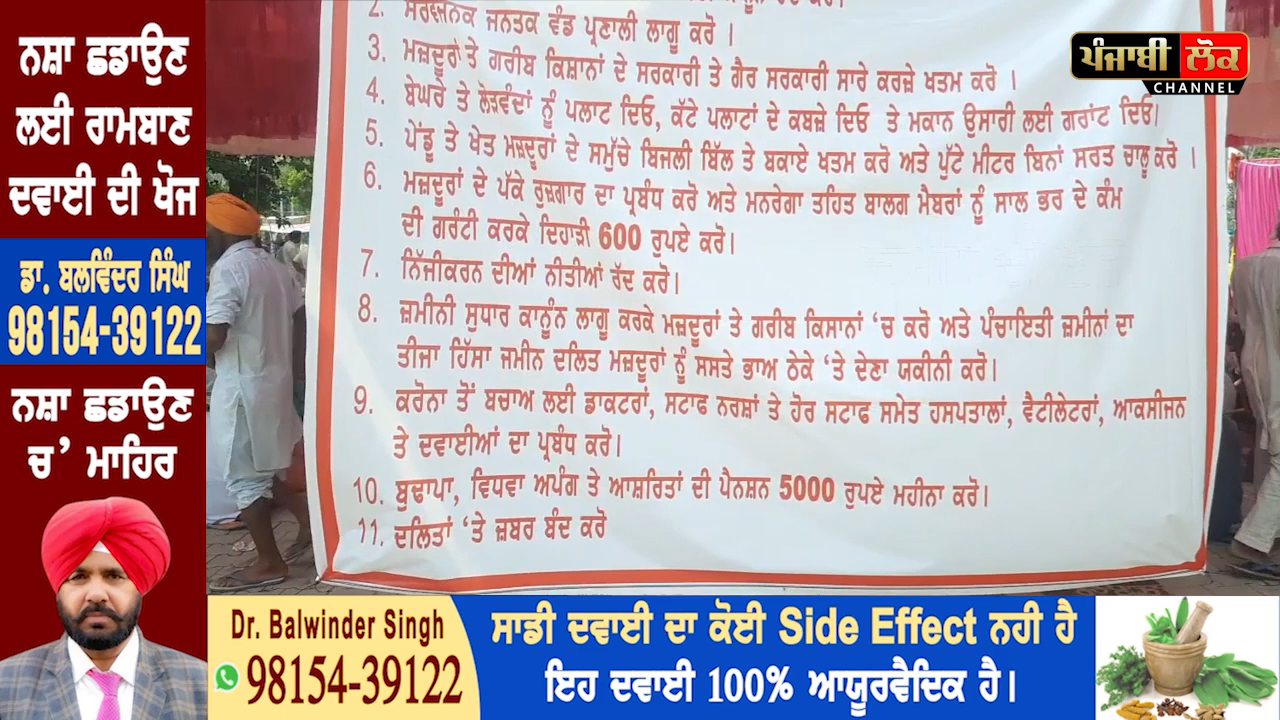 ਨਸ਼ਾ ਛਡਾਉਣ
ਲਈ ਰਾਮਬਾਣ
ਦਵਾਈ ਦੀ ਖੋਜ
ਡਾ. ਬਲਵਿੰਦਰ ਸਿੰਘ
98154-39122
ਨਸ਼ਾ ਛਡਾਉਣ
ਚ' ਮਾਹਿਰ
ਪੰਜਾਬੀ ਲੋਕ
CHANNEL
2. ਸਰਵਜਨਕ ਜਨਤਕ ਵੰਡ ਪ੍ਰਣਾਲੀ ਲਾਗੂ ਕਰੋ ।
3. ਮਜ਼ਦੂਰਾਂ ਤੇ ਗਰੀਬ ਕਿਸ਼ਾਨਾਂ ਦੇ ਸਰਕਾਰੀ ਤੇ ਗੈਰ ਸਰਕਾਰੀ ਸਾਰੇ ਕਰਜ਼ੇ ਖਤਮ ਕਰੋ ।
4. ਬੇਘਰੇ ਤੇ ਲੋੜਵੰਦਾਂ ਨੂੰ ਪਲਾਟ ਦਿਓ, ਕੱਟੇ ਪਲਾਟਾਂ ਦੇ ਕਬਜ਼ੇ ਦਿਓ ਤੇ ਮਕਾਨ ਉਸਾਰੀ ਲਈ ਗਰਾਂਟ ਦਿਓ।
5. ਪੇਂਡੂ ਤੇ ਖੇਤ ਮਜ਼ਦੂਰਾਂ ਦੇ ਸਮੁੱਚੇ ਬਿਜਲੀ ਬਿੱਲ ਤੇ ਬਕਾਏ ਖਤਮ ਕਰੋ ਅਤੇ ਪੁੱਟੇ ਮੀਟਰ ਬਿਨਾਂ ਸਰਤ ਚਾਲੂ ਕਰੋ ।
6. ਮਜ਼ਦੂਰਾਂ ਦੇ ਪੱਕੇ ਰੁਜ਼ਗਾਰ ਦਾ ਪ੍ਰਬੰਧ ਕਰੋ ਅਤੇ ਮਨਰੇਗਾ ਤਹਿਤ ਬਾਲਗ ਮੈਬਰਾਂ ਨੂੰ ਸਾਲ ਭਰ ਦੇ ਕੰਮ
ਦੀ ਗਰੰਟੀ ਕਰਕੇ ਦਿਹਾੜੀ 600 ਰੁਪਏ ਕਰੋ।
7. ਨਿੱਜੀਕਰਨ ਦੀਆਂ ਨੀਤੀਆਂ ਰੱਦ ਕਰੋ।
8. ਜ਼ਮੀਨੀ ਸੁਧਾਰ ਕਾਨੂੰਨ ਲਾਗੂ ਕਰਕੇ ਮਜ਼ਦੂਰਾਂ ਤੇ ਗਰੀਬ ਕਿਸਾਨਾਂ 'ਚ ਕਰੋ ਅਤੇ ਪੰਚਾਇਤੀ ਜ਼ਮੀਨਾਂ ਦਾ
ਤੀਜਾ ਹਿੱਸਾ ਜਮੀਨ ਦਲਿਤ ਮਜ਼ਦੂਰਾਂ ਨੂੰ ਸਸਤੇ ਭਾਅ ਠੇਕੇ 'ਤੇ ਦੇਣਾ ਯਕੀਨੀ ਕਰੋ।
9. ਕਰੋਨਾ ਤੋਂ ਬਚਾਅ ਲਈ ਡਾਕਟਰਾਂ, ਸਟਾਫ ਨਰਸ਼ਾਂ ਤੇ ਹੋਰ ਸਟਾਫ ਸਮੇਤ ਹਸਪਤਾਲਾਂ, ਵੈਟੀਲੇਟਰਾਂ, ਆਕਸੀਜਨ
ਤੇ ਦਵਾਈਆਂ ਦਾ ਪ੍ਰਬੰਧ ਕਰੋ।
10. ਬੁਢਾਪਾ, ਵਿਧਵਾ ਅਪੰਗ ਤੇ ਆਸ਼ਰਿਤਾਂ ਦੀ ਪੈਨਸ਼ਨ 5000 ਰੁਪਏ ਮਹੀਨਾ ਕਰੋ।
11. ਦਲਿਤਾਂ 'ਤੇ ਜ਼ਬਰ ਬੰਦ ਕਰੋ
Dr. Balwinder Singh
98154-39122
ਸਾਡੀ ਦਵਾਈ ਦਾ ਕੋਈ Side Effect ਨਹੀ ਹੈ
ਇਹ ਦਵਾਈ 100% ਆਯੂਰਵੈਦਿਕ ਹੈ।